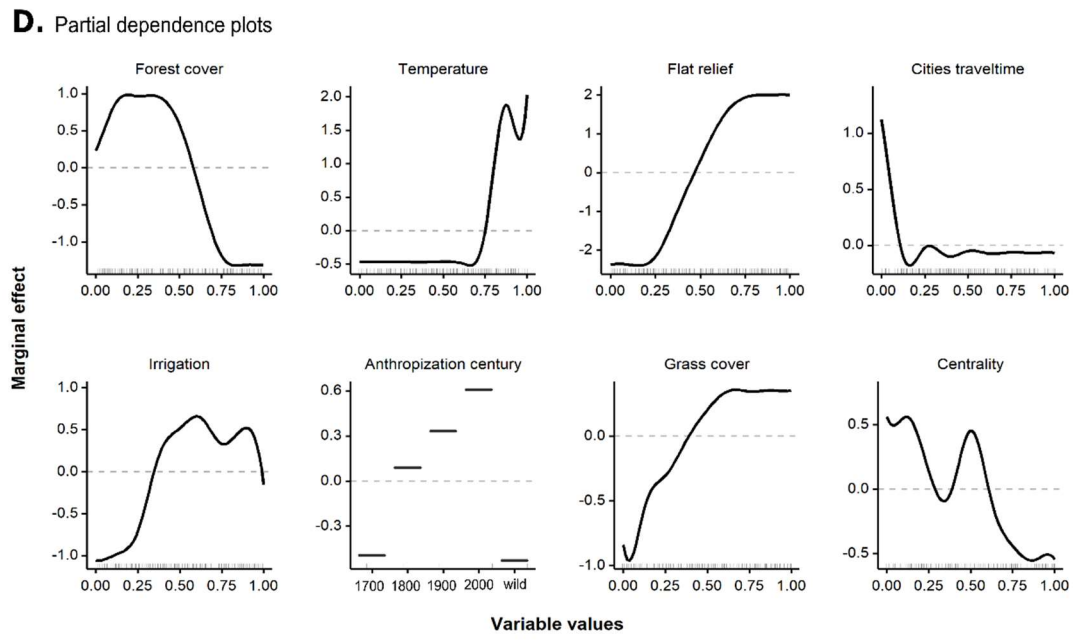 D. Partial dependence plots
Forest cover
1.0
0.5
0.0
-0.5
-1.0
0.00 0.25 0.50 0.75 1.00
Temperature
2.0
1.5
1.0
0.5
0.0
-0.5
0.00 0.25 0.50 0.75 1.00
Flat relief
2
1
0
-1
-2
0.00 0.25 0.50 0.75 1.00
Cities traveltime
1.0
0.5
0.0
0.00 0.25 0.50 0.75 1.00
Marginal effect
Irrigation
1.0
0.5
0.0
-0.5
-1.0
0.00 0.25 0.50 0.75 1.00
Anthropization century
0.6
0.3
0.0
-0.3
1700 1800 1900 2000 wild
Grass cover
0.0
-0.5
-1.0
0.00 0.25 0.50 0.75 1.00
Centrality
0.5
0.0
-0.5
0.00 0.25 0.50 0.75 1.00
Variable values